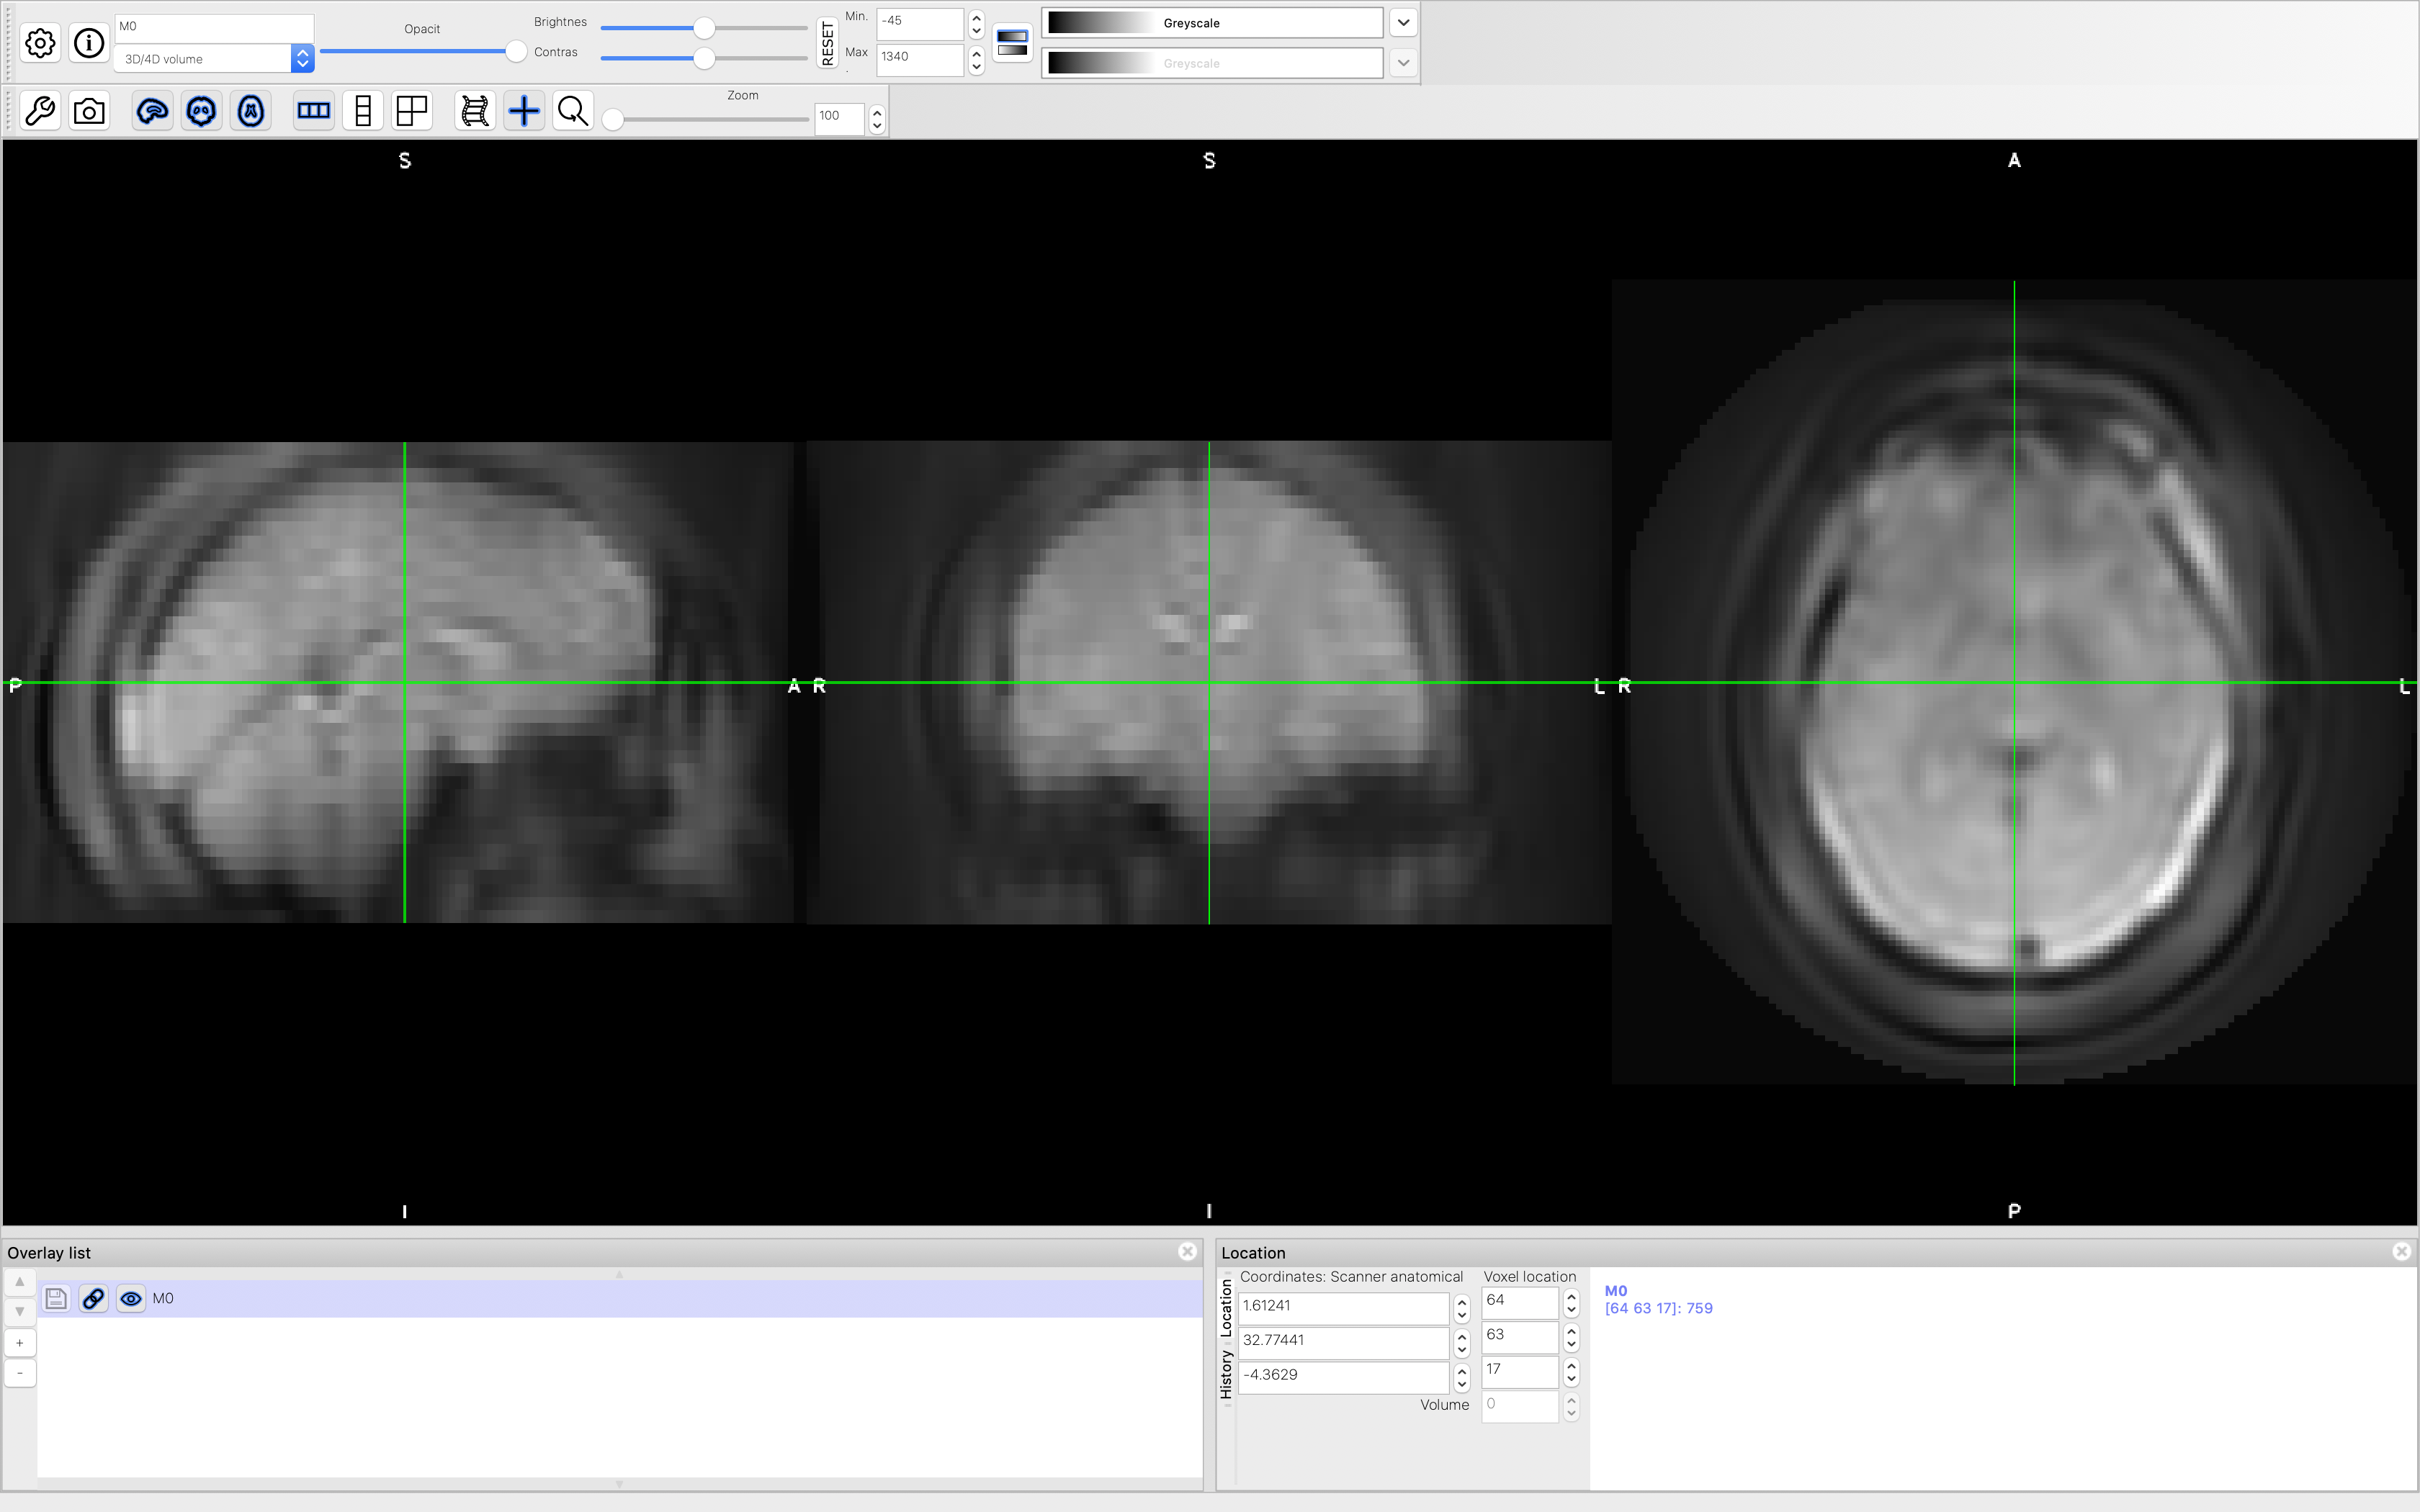 M0
3D/4D volume
Opacit
Brightnes
Contras
RESET
Min.
-45
Max
.
1340
Greyscale
Greyscale
Zoom
100
S
S
A
P
A
R
L
R
L
I
I
P
Overlay list
M0
+
-
Location
Location
History
Coordinates: Scanner anatomical
Voxel location
1.61241
64
32.77441
63
-4.3629
17
Volume
0
M0
[64 63 17]: 759